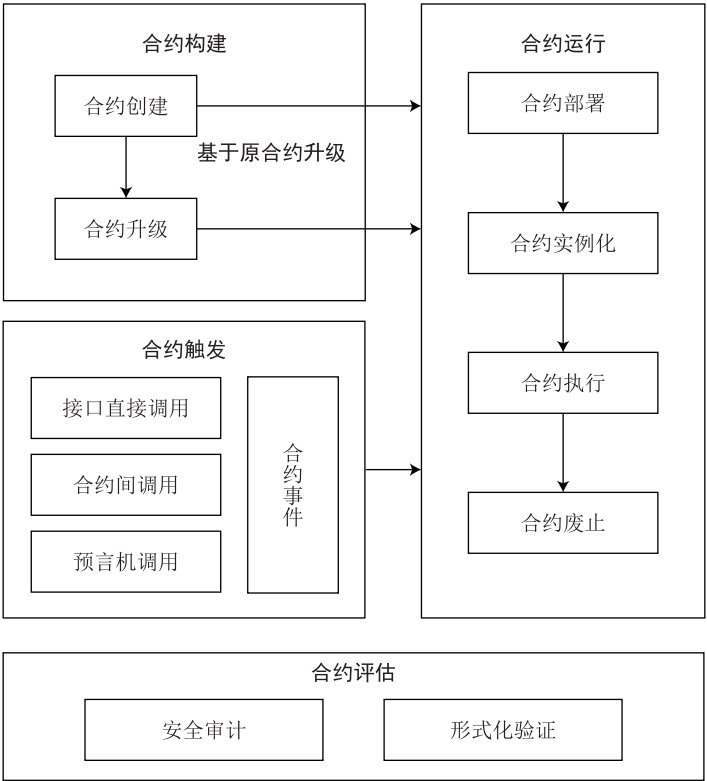 合约构建
合约创建
基于原合约升级
合约升级
合约触发
接口直接调用
合约间调用
预言机调用
合约事件
合约运行
合约部署
合约实例化
合约执行
合约废止
合约评估
安全审计
形式化验证